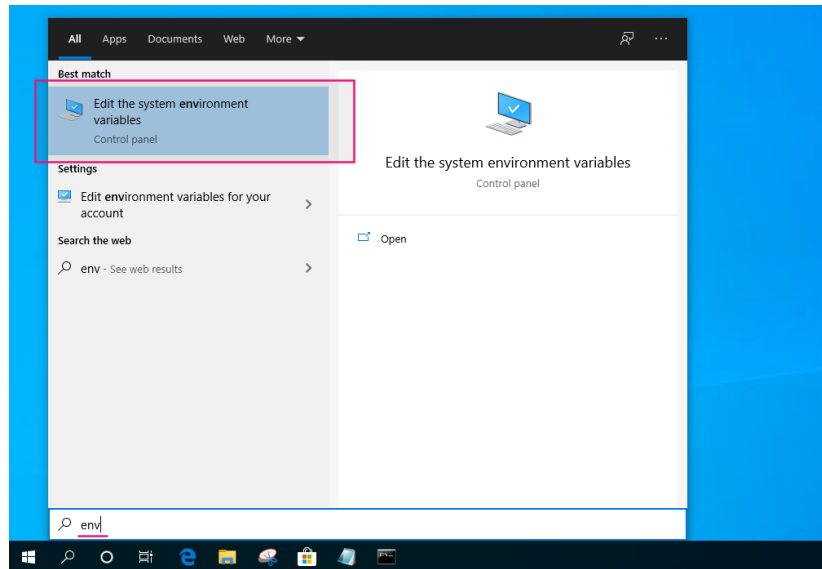 All Apps Documents Web More
Best match
Edit the system environment
variables
Control panel
Settings
Edit environment variables for your
account
Search the web
env - See web results
Edit the system environment variables
Control panel
Open
env